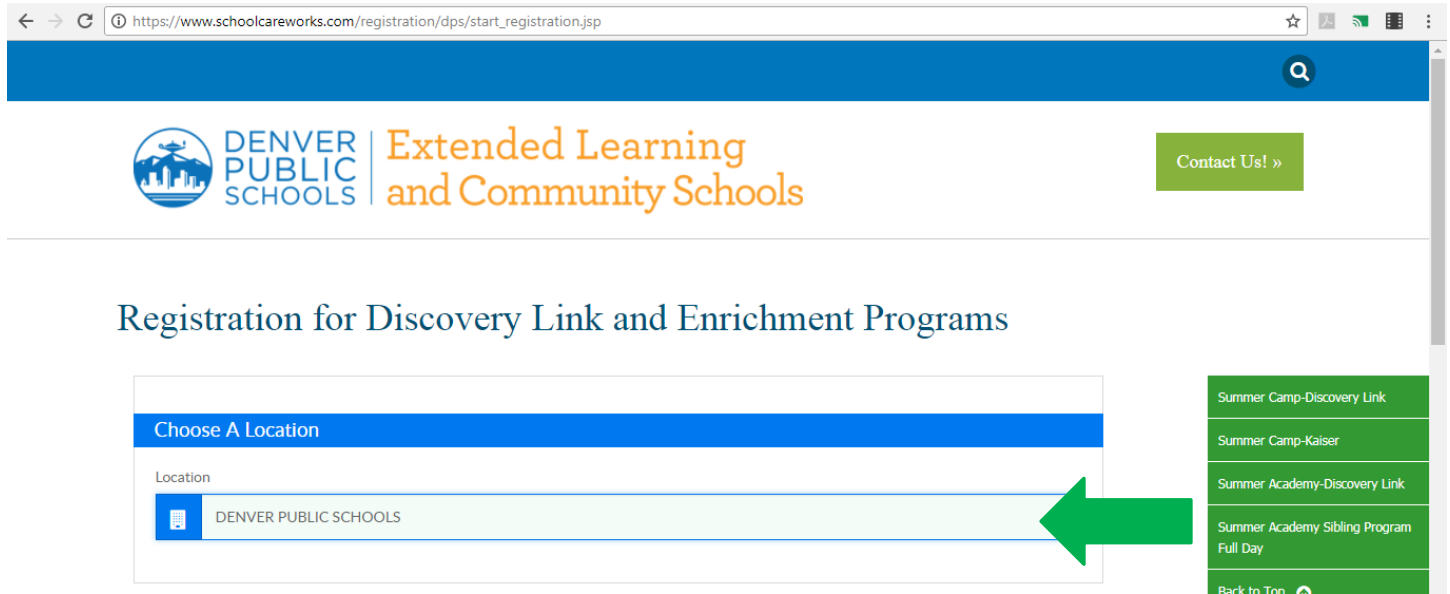 https://www.schoolcareworks.com/registration/dps/start_registration.jsp
DENVER
PUBLIC
SCHOOLS
Extended Learning
and Community Schools
Contact Us! »
Registration for Discovery Link and Enrichment Programs
Choose A Location
Location
DENVER PUBLIC SCHOOLS
Summer Camp-Discovery Link
Summer Camp-Kaiser
Summer Academy-Discovery Link
Summer Academy Sibling Program
Full Day
Back to Top